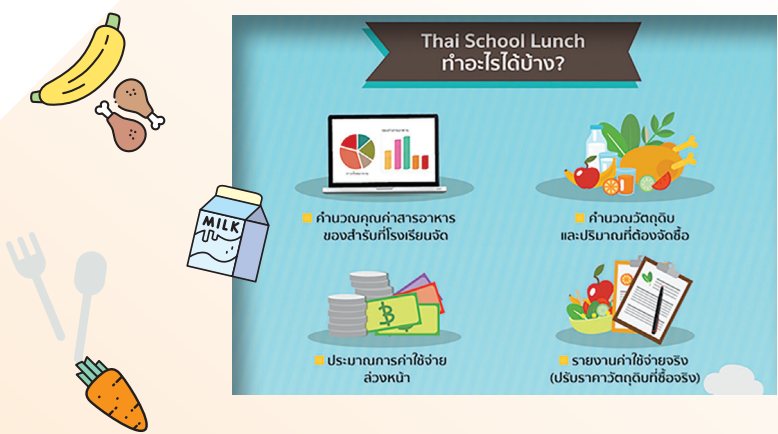 Thai School Lunch
ทำอะไรได้บ้าง?
คำนวณคุณค่าสารอาหาร
ของสำรับที่โรงเรียนจัด
คำนวณวัตถุดิบ
และปริมาณที่ต้องจัดซื้อ
MILK
ประมาณการค่าใช้จ่าย
ล่วงหน้า
รายงานค่าใช้จ่ายจริง
(ปรับราคาวัตถุดิบที่ซื้อจริง)